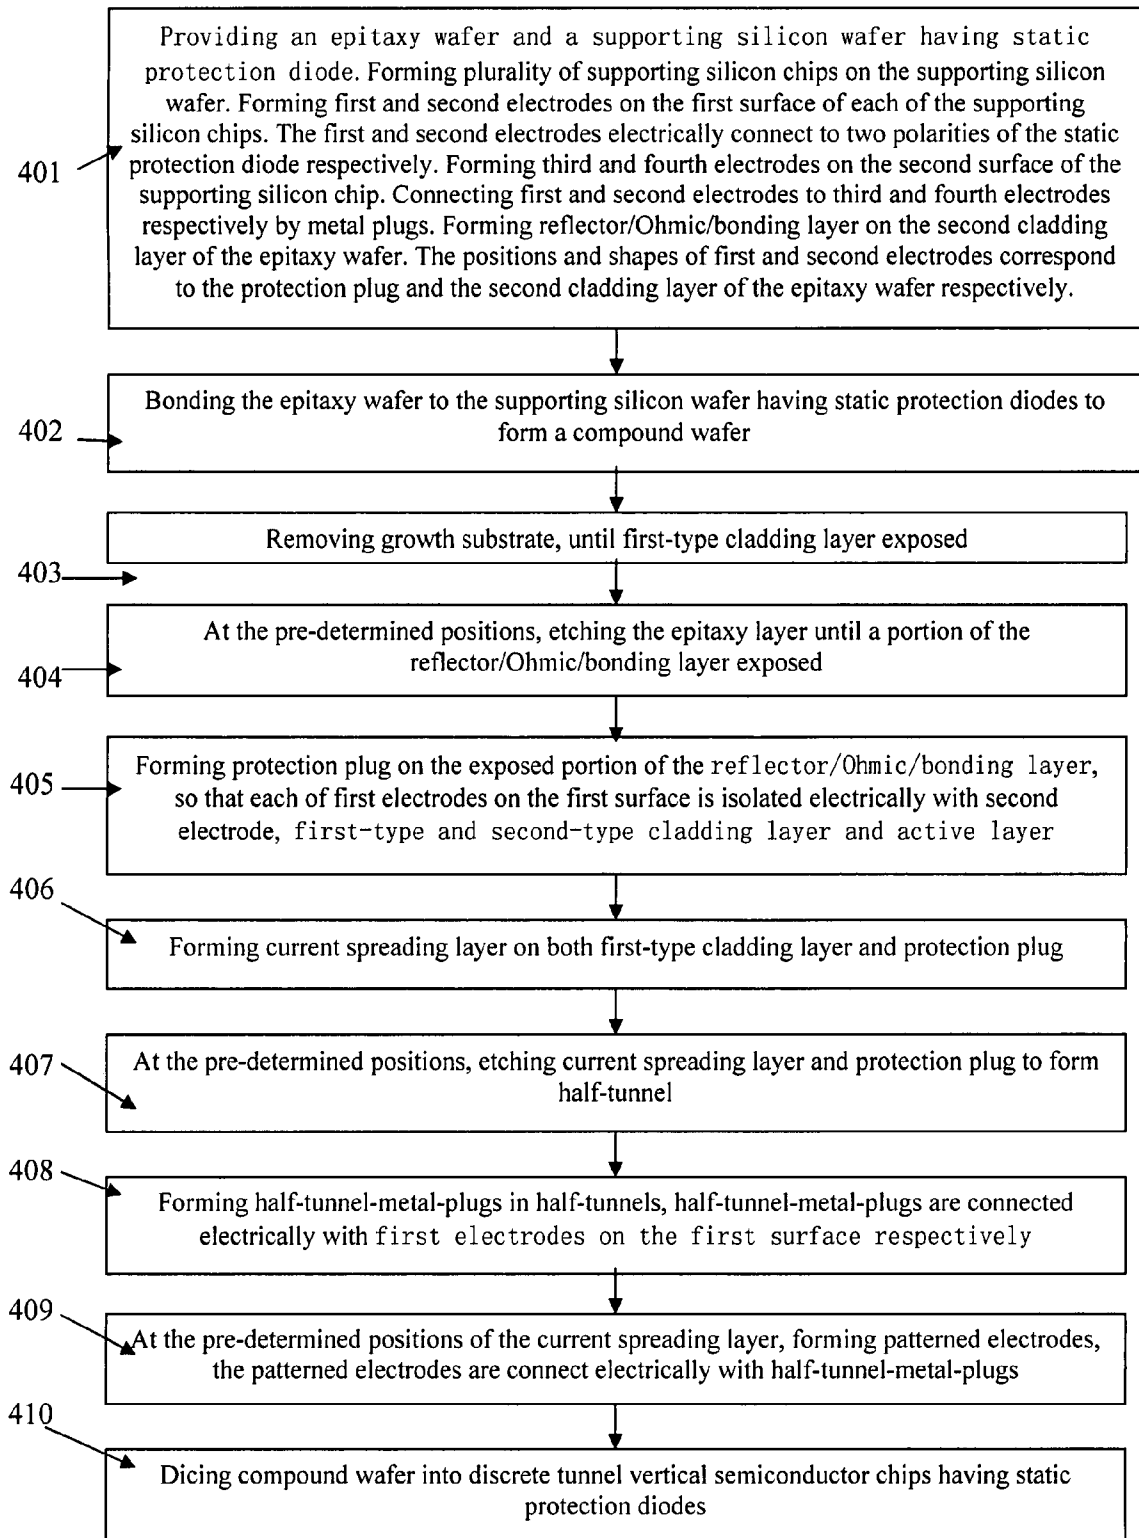 Providing an epitaxy wafer and a supporting silicon wafer having static
protection diode. Forming plurality of supporting silicon chips on the supporting silicon
wafer. Forming first and second electrodes on the first surface of each of the supporting
silicon chips. The first and second electrodes electrically connect to two polarities of the static
401
protection diode respectively. Forming third and fourth electrodes on the second surface of the
supporting silicon chip. Connecting first and second electrodes to third and fourth electrodes
respectively by metal plugs. Forming reflector/Ohmic/bonding layer on the second cladding
layer of the epitaxy wafer. The positions and shapes of first and second electrodes correspond
to the protection plug and the second cladding layer of the epitaxy wafer respectively.
402
Bonding the epitaxy wafer to the supporting silicon wafer having static protection diodes to
form a compound wafer
Removing growth substrate, until first-type cladding layer exposed
403
At the pre-determined positions, etching the epitaxy layer until a portion of the
reflector/Ohmic/bonding layer exposed
404
405
Forming protection plug on the exposed portion of the reflector/Ohmic/bonding layer,
so that each of first electrodes on the first surface is isolated electrically with second
electrode, first-type and second-type cladding layer and active layer
406
Forming current spreading layer on both first-type cladding layer and protection plug
407
At the pre-determined positions, etching current spreading layer and protection plug to form
half-tunnel
408
Forming half-tunnel-metal-plugs in half-tunnels, half-tunnel-metal-plugs are connected
electrically with first electrodes on the first surface respectively
409
At the pre-determined positions of the current spreading layer, forming patterned electrodes,
the patterned electrodes are connect electrically with half-tunnel-metal-plugs
410
Dicing compound wafer into discrete tunnel vertical semiconductor chips having static
protection diodes